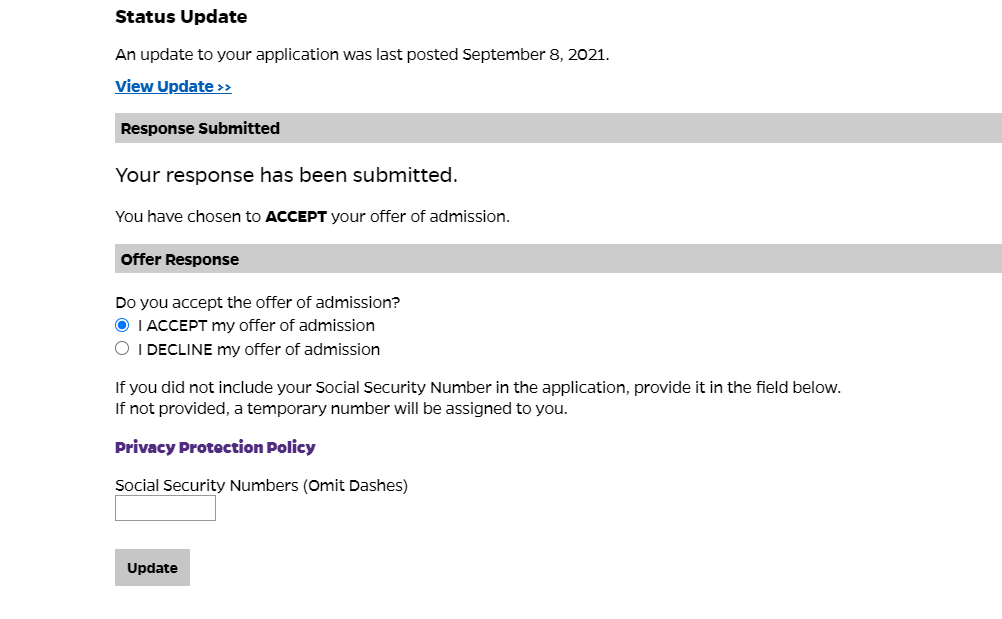 Status Update
An update to your application was last posted September 8, 2021.
View Update >>
Response Submitted
Your response has been submitted.
You have chosen to ACCEPT your offer of admission.
Offer Response
Do you accept the offer of admission?
I ACCEPT my offer of admission
I DECLINE my offer of admission
If you did not include your Social Security Number in the application, provide it in the field below.
If not provided, a temporary number will be assigned to you.
Privacy Protection Policy
Social Security Numbers (Omit Dashes)
Update